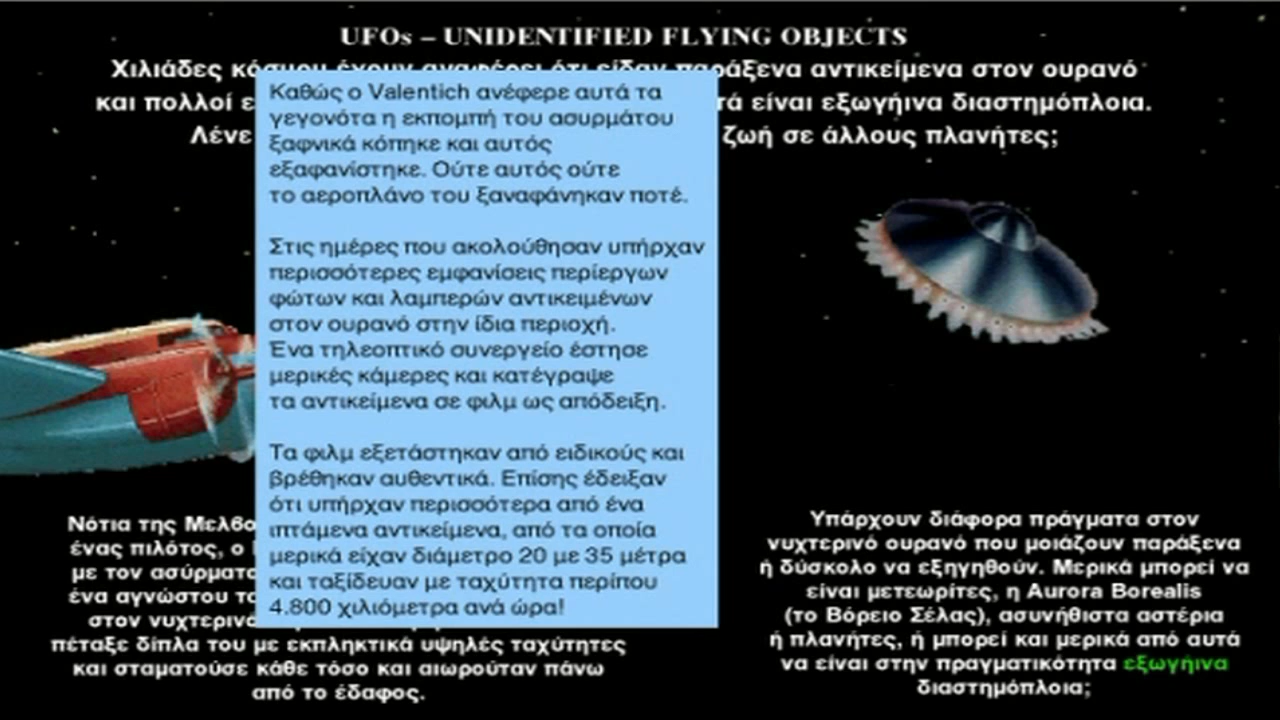 UFOs – UNIDENTIFIED FLYING OBJECTS
Χιλιάδες κόσμου έχουν αναφέρει ότι είδαν παράξενα αντικείμενα στον ουρανό
και πολλοί είναι εξωγήινα διαστημόπλοια.
Λένε ζωή σε άλλους πλανήτες;
Καθώς ο Valentich ανέφερε αυτά τα
γεγονότα η εκπομπή του ασυρμάτου
ξαφνικά κόπηκε και αυτός
εξαφανίστηκε. Ούτε αυτός ούτε
το αεροπλάνο του ξαναφάνηκαν ποτέ.
Στις ημέρες που ακολούθησαν υπήρχαν
περισσότερες εμφανίσεις περίεργων
φώτων και λαμπερών αντικειμένων
στον ουρανό στην ίδια περιοχή.
Ένα τηλεοπτικό συνεργείο έστησε
μερικές κάμερες και κατέγραψε
τα αντικείμενα σε φιλμ ως απόδειξη.
Τα φιλμ εξετάστηκαν από ειδικούς και
βρέθηκαν αυθεντικά. Επίσης έδειξαν
ότι υπήρχαν περισσότερα από ένα
ιπτάμενα αντικείμενα, από τα οποία
μερικά είχαν διάμετρο 20 με 35 μέτρα
και ταξίδευαν με ταχύτητα περίπου
4.800 χιλιόμετρα ανά ώρα!
Νότια της
ένας πιλότος, ο
με τον
ένα αγνώστου
στον
πέταξε δίπλα του με εκπληκτικά υψηλές ταχύτητες
και σταματούσε κάθε τόσο και αιωρούταν πάνω
από το έδαφος.
Υπάρχουν διάφορα πράγματα στον
νυχτερινό ουρανό που μοιάζουν παράξενα
ή δύσκολο να εξηγηθούν. Μερικά μπορεί να
είναι μετεωρίτες, η Aurora Borealis
(το Βόρειο Σέλας), ασυνήθιστα αστέρια
ή πλανήτες, ή μπορεί και μερικά από αυτά
να είναι στην πραγματικότητα εξωγήινα
διαστημόπλοια;